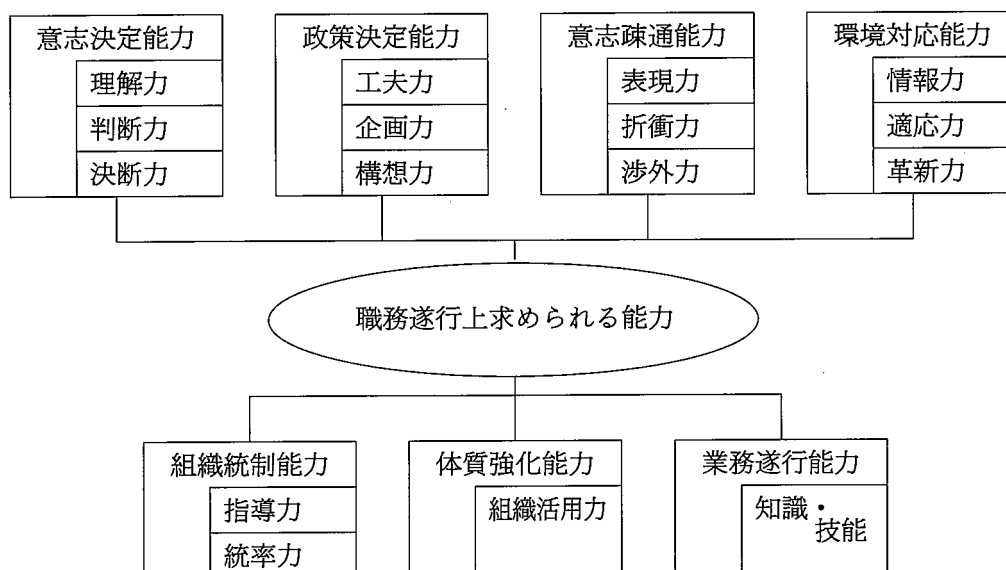 意志決定能力
理解力
判断力
決断力
政策決定能力
工夫力
企画力
構想力
意志疎通能力
表現力
折衝力
渉外力
環境対応能力
情報力
適応力
革新力
職務遂行上求められる能力
組織統制能力
指導力
統率力
体質強化能力
組織活用力
業務遂行能力
知識・
技能